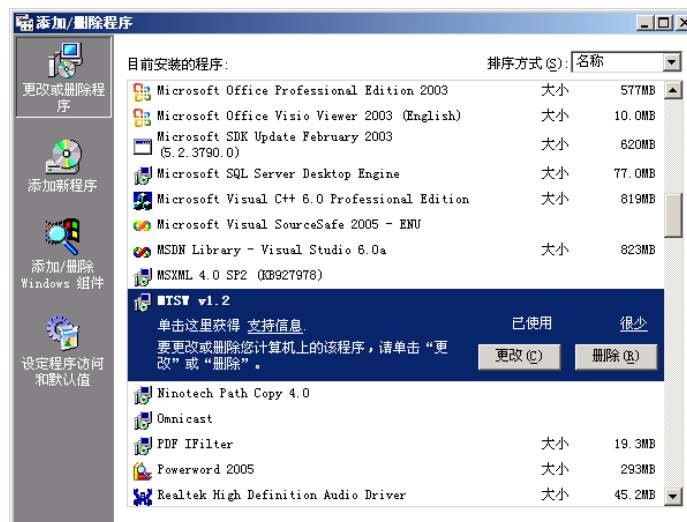 添加/删除程序
更改或删除程
序
添加新程序
添加/删除
Windows 组件
设定程序访问
和默认值
目前安装的程序:
排序方式(S): 名称
Microsoft Office Professional Edition 2003 大小 577MB
Microsoft Office Visio Viewer 2003 (English) 大小 10.0MB
Microsoft SDK Update February 2003
(5.2.3790.0) 大小 620MB
Microsoft SQL Server Desktop Engine 大小 77.0MB
Microsoft Visual C++ 6.0 Professional Edition 大小 819MB
Microsoft Visual SourceSafe 2005 - ENU
MSDN Library - Visual Studio 6.0a 大小 823MB
MSXML 4.0 SP2 (KB927978)
MTST v1.2
单击这里获得 支持信息. 已使用 很少
要更改或删除您计算机上的该程序，请单击“更
改”或“删除”。
更改(C) 删除(R)
Ninotech Path Copy 4.0
Omnicast
PDF IFilter 大小 19.3MB
Powerword 2005 大小 293MB
Realtek High Definition Audio Driver 大小 45.2MB